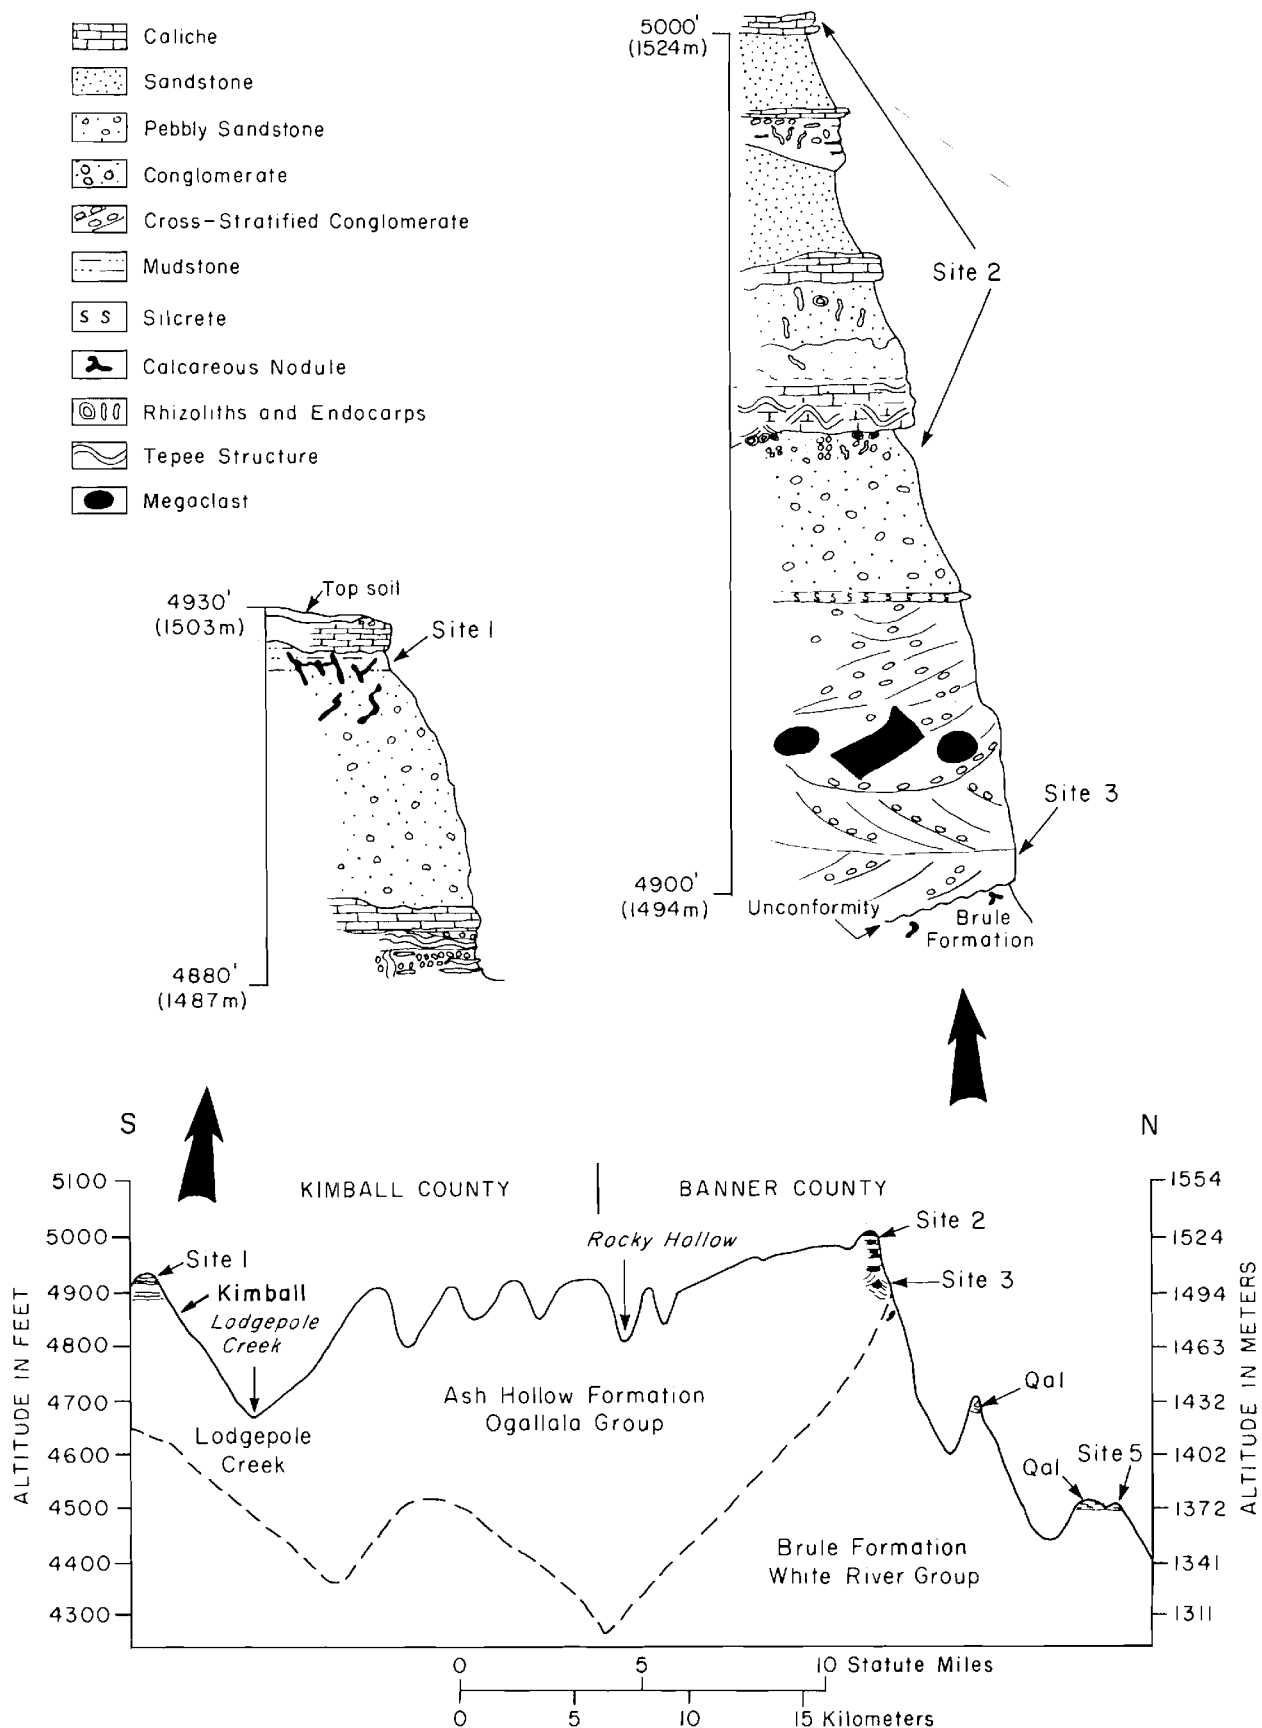 Caliche
Sandstone
Pebbly Sandstone
Conglomerate
Cross-Stratified Conglomerate
Mudstone
Silcrete
Calcareous Nodule
Rhizoliths and Endocarps
Tepee Structure
Megaclast
5000'
(1524m)
Site 2
Site 3
4900'
(1494m)
Unconformity
Brule
Formation
Top soil
4930'
(1503m)
Site 1
4880'
(1487m)
S
N
KIMBALL COUNTY
BANNER COUNTY
5100
5000
4900
4800
4700
4600
4500
4400
4300
ALTITUDE IN FEET
Site 1
Kimball
Lodgepole
Creek
Lodgepole
Creek
Rocky Hollow
Ash Hollow Formation
Ogallala Group
Site 2
Site 3
Qal
Qal
Site 5
Brule Formation
White River Group
1554
1524
1494
1463
1432
1402
1372
1341
1311
ALTITUDE IN METERS
0 5 10 Statute Miles
0 5 10 15 Kilometers